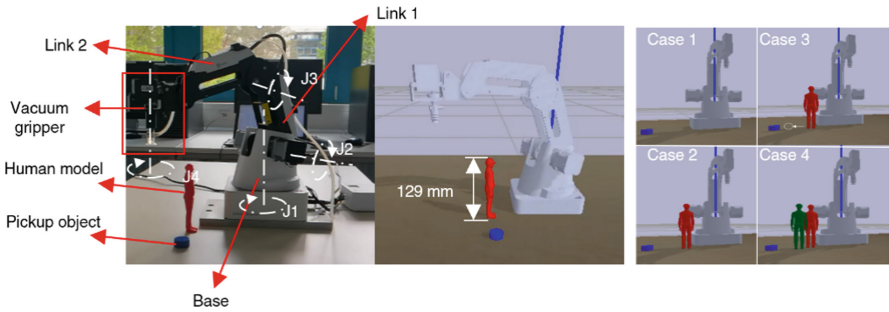 Link 1
Link 2
Vacuum
gripper
Human model
Pickup object
Base
J3
J2
J4
J1
129 mm
Case 1
Case 3
Case 2
Case 4